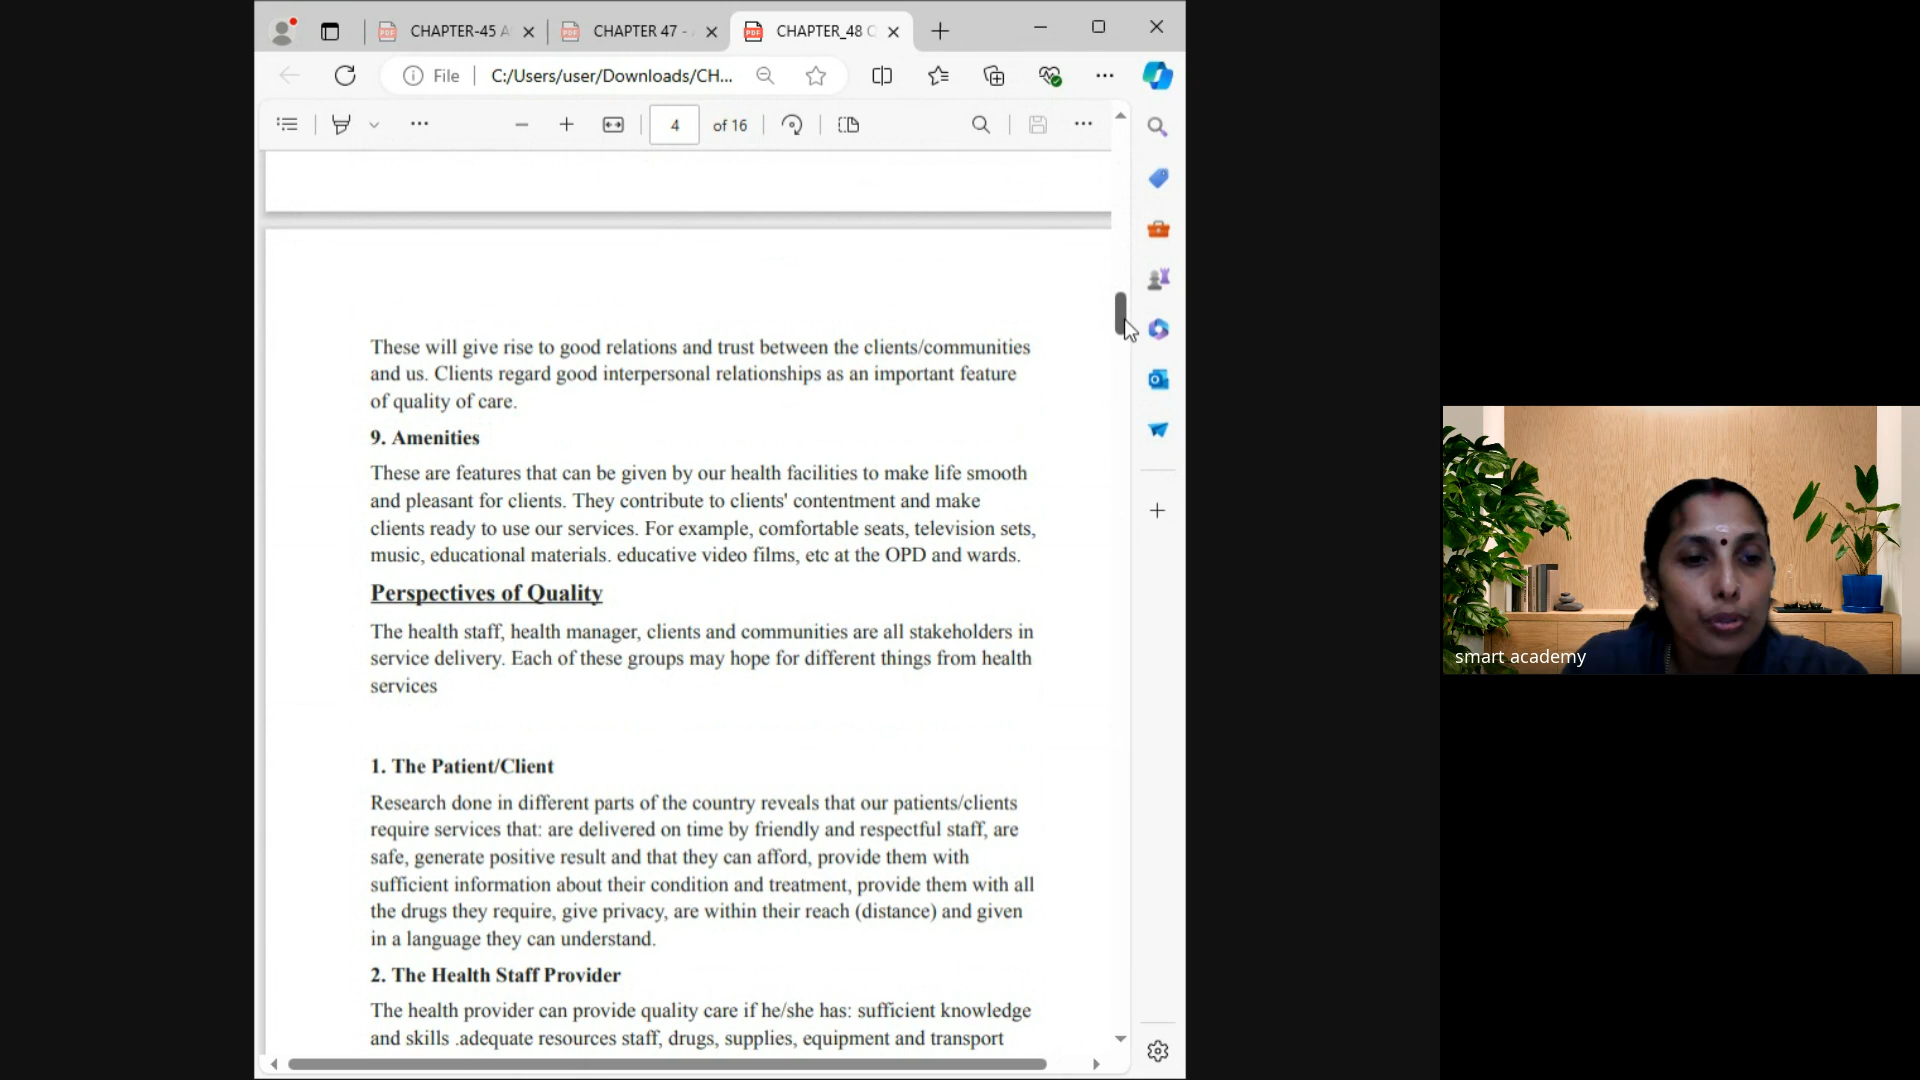 CHAPTER-45 A
CHAPTER 47 -
CHAPTER_48 Q
File
C:/Users/user/Downloads/CH...
4
of 16
These will give rise to good relations and trust between the clients/communities
and us. Clients regard good interpersonal relationships as an important feature
of quality of care.
9. Amenities
These are features that can be given by our health facilities to make life smooth
and pleasant for clients. They contribute to clients' contentment and make
clients ready to use our services. For example, comfortable seats, television sets,
music, educational materials. educative video films, etc at the OPD and wards.
Perspectives of Quality
The health staff, health manager, clients and communities are all stakeholders in
service delivery. Each of these groups may hope for different things from health
services
1. The Patient/Client
Research done in different parts of the country reveals that our patients/clients
require services that: are delivered on time by friendly and respectful staff, are
safe, generate positive result and that they can afford, provide them with
sufficient information about their condition and treatment, provide them with all
the drugs they require, give privacy, are within their reach (distance) and given
in a language they can understand.
2. The Health Staff Provider
The health provider can provide quality care if he/she has: sufficient knowledge
and skills .adequate resources staff, drugs, supplies, equipment and transport
smart academy